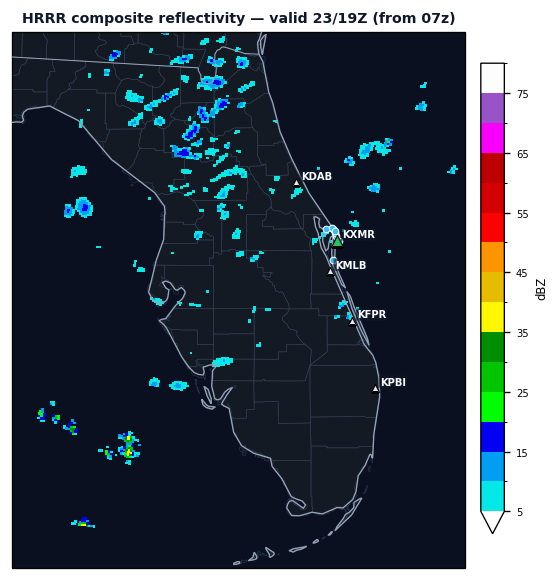 HRRR composite reflectivity — valid 23/19Z (from 07z)
KDAB
KXMR
KMLB
KFPR
KPBI
75
65
55
45
35
25
15
5
dBZ